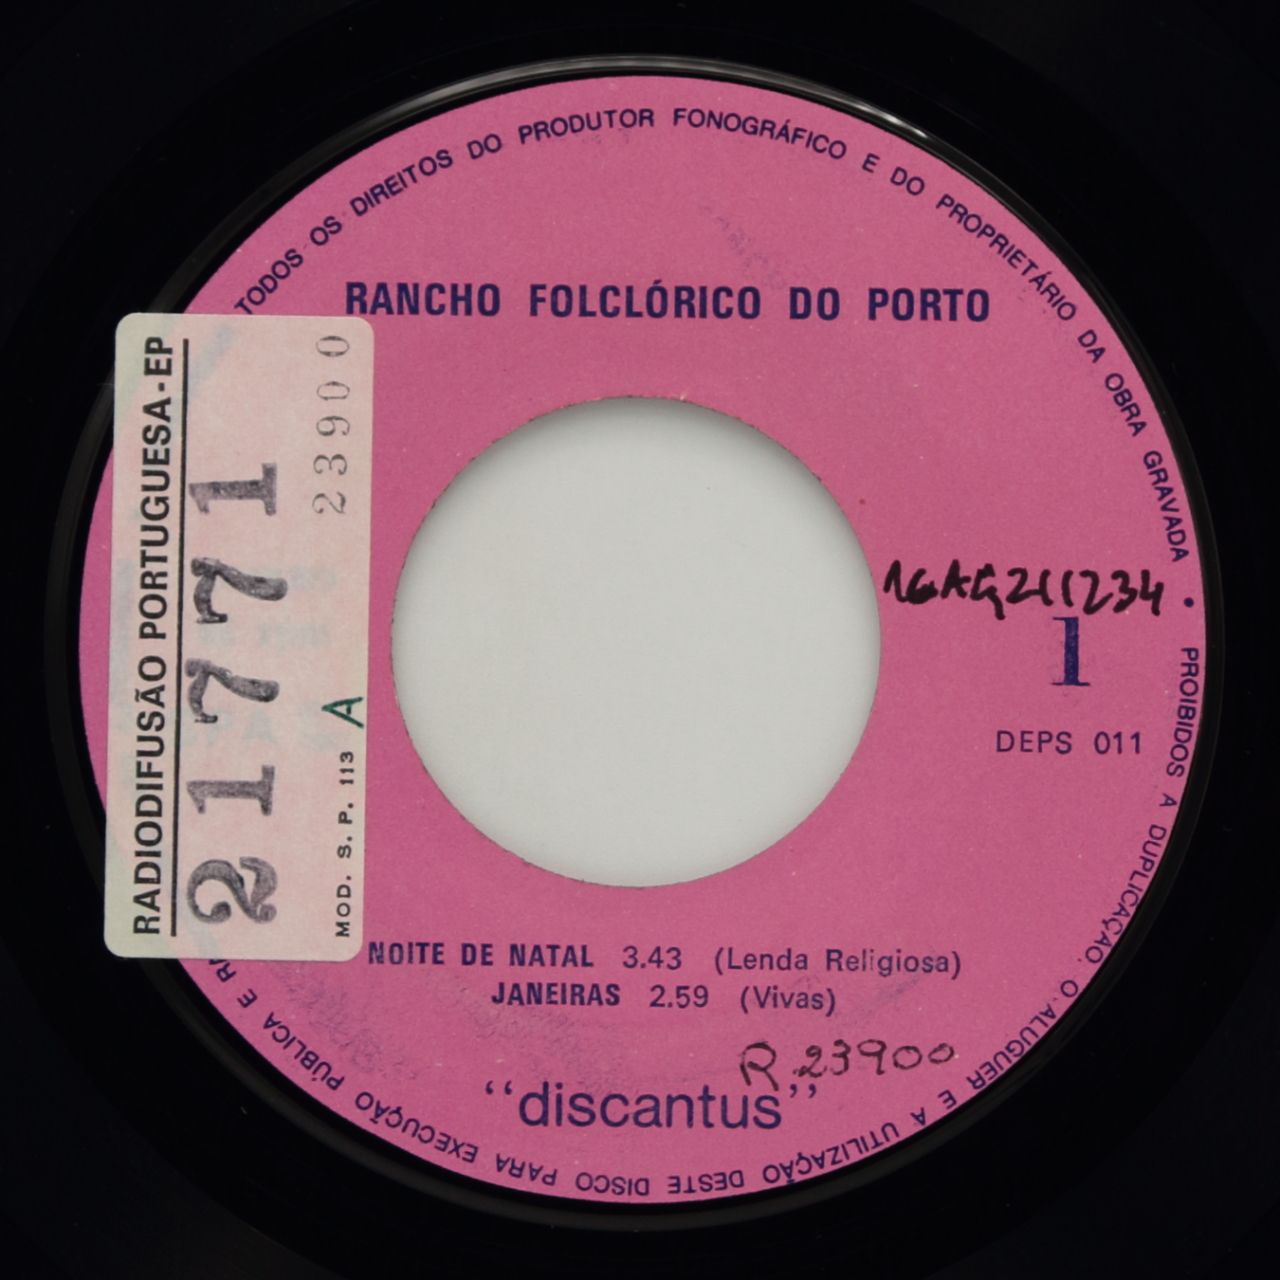 TODOS OS DIREITOS DO PRODUTOR FONOGRÁFICO E DO PROPRIETÁRIO DA OBRA GRAVADA • PROIBIDOS A DUPLICAÇÃO. O ALUGUER E A UTILIZAÇÃO DESTE DISCO PARA EXECUÇÃO PÚBLICA E
RANCHO FOLCLÓRICO DO PORTO
RADIODIFUSÃO PORTUGUESA-EP
21771
23900
MOD. S. P. 113
A
1
DEPS 011
NOITE DE NATAL 3.43 (Lenda Religiosa)
JANEIRAS 2.59 (Vivas)
R.23900
“discantus”